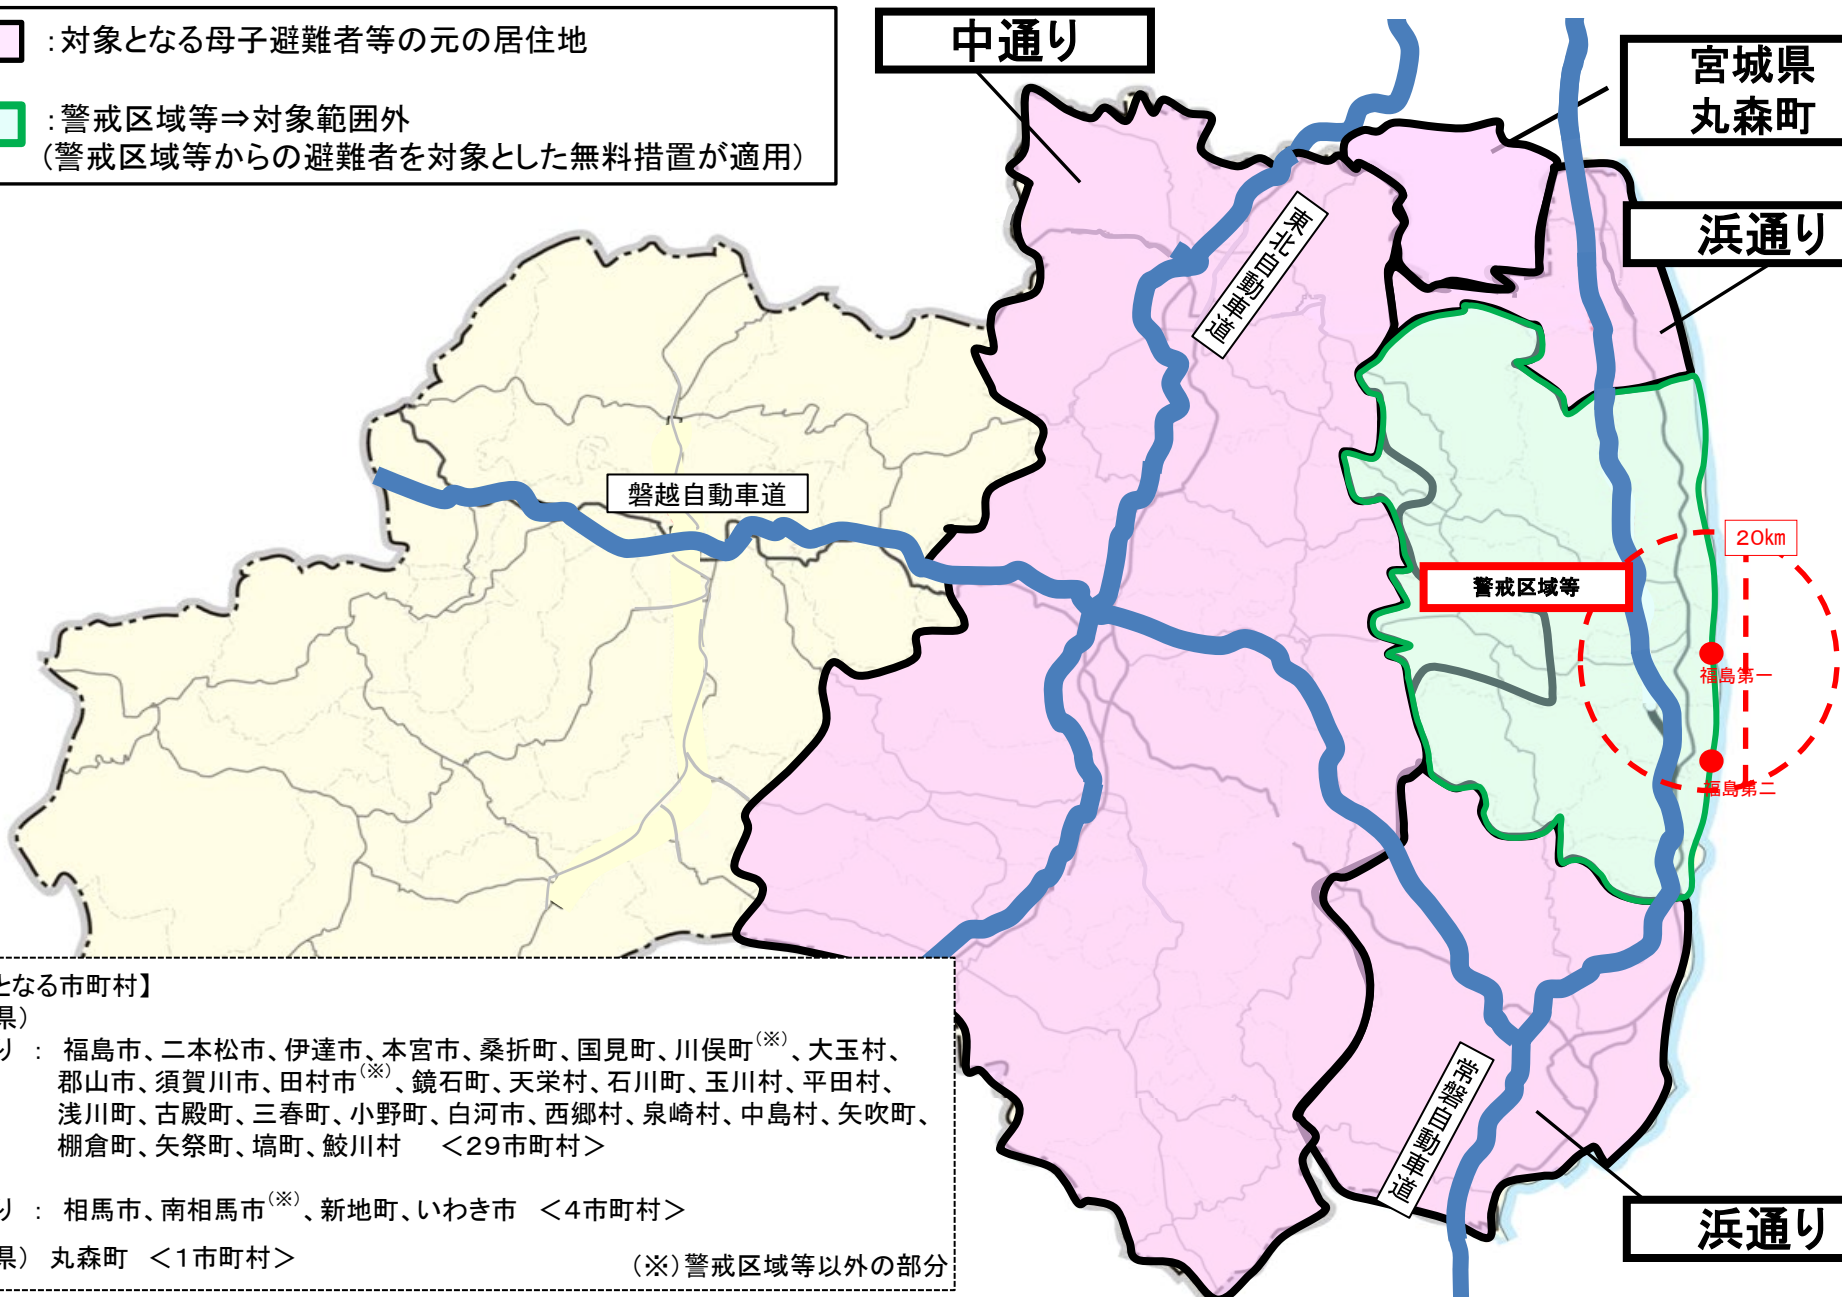 ：対象となる母子避難者等の元の居住地
：警戒区域等⇒対象範囲外
（警戒区域等からの避難者を対象とした無料措置が適用）
中通り
宮城県
丸森町
浜通り
東北自動車道
磐越自動車道
20km
警戒区域等
福島第一
福島第二
となる市町村】
県）
り ： 福島市、二本松市、伊達市、本宮市、桑折町、国見町、川俣町（※）、大玉村、
郡山市、須賀川市、田村市（※）、鏡石町、天栄村、石川町、玉川村、平田村、
浅川町、古殿町、三春町、小野町、白河市、西郷村、泉崎村、中島村、矢吹町、
棚倉町、矢祭町、塙町、鮫川村 ＜29市町村＞
り ： 相馬市、南相馬市（※）、新地町、いわき市 ＜4市町村＞
県） 丸森町 ＜1市町村＞
（※）警戒区域等以外の部分
常磐自動車道
浜通り